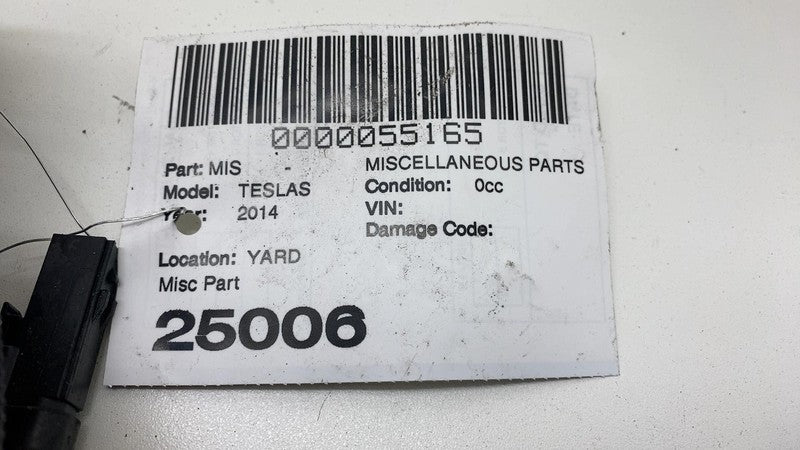 0000055165
Part: MIS - MISCELLANEOUS PARTS
Model: TESLAS Condition: 0cc
Year: 2014 VIN:
Damage Code:
Location: YARD
Misc Part
25006